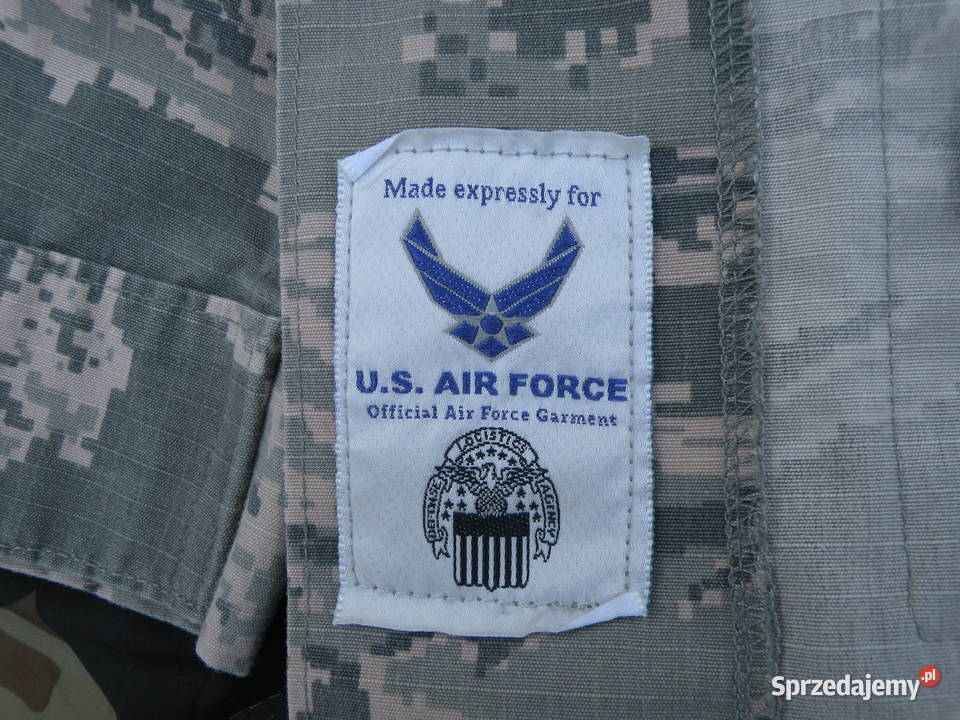 Made expressly for
U.S. AIR FORCE
Official Air Force Garment
LOGISTICS
DEFENSE
AGENCY
Sprzedajemy.pl